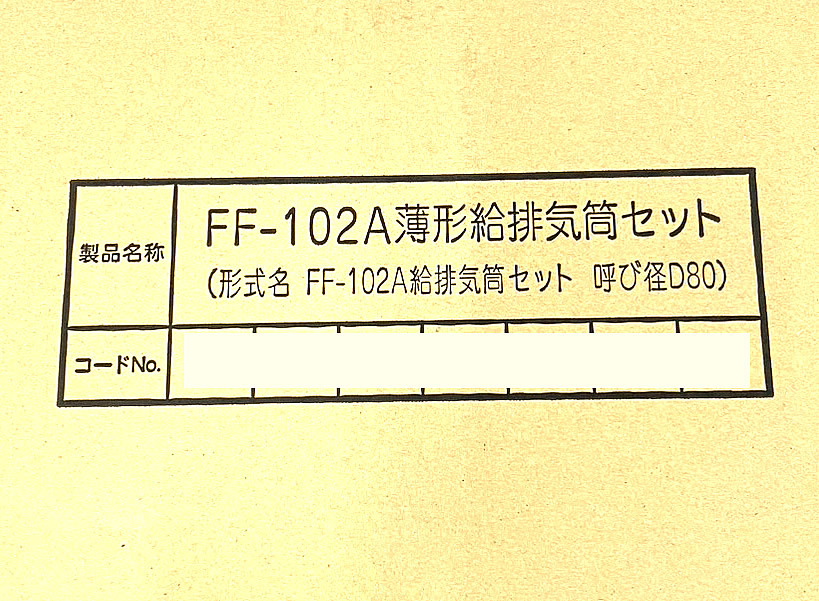 製品名称
FF-102A薄形給排気筒セット
(形式名 FF-102A給排気筒セット 呼び径D80)
コードNo.